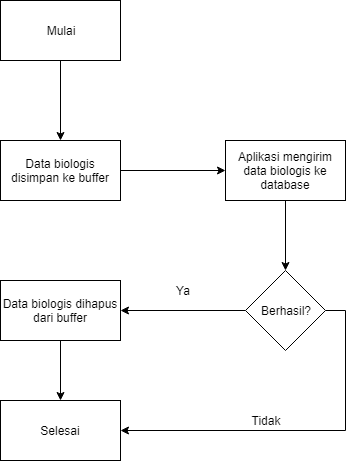 Mulai
Data biologis
disimpan ke buffer
Aplikasi mengirim
data biologis ke
database
Berhasil?
Ya
Data biologis dihapus
dari buffer
Tidak
Selesai